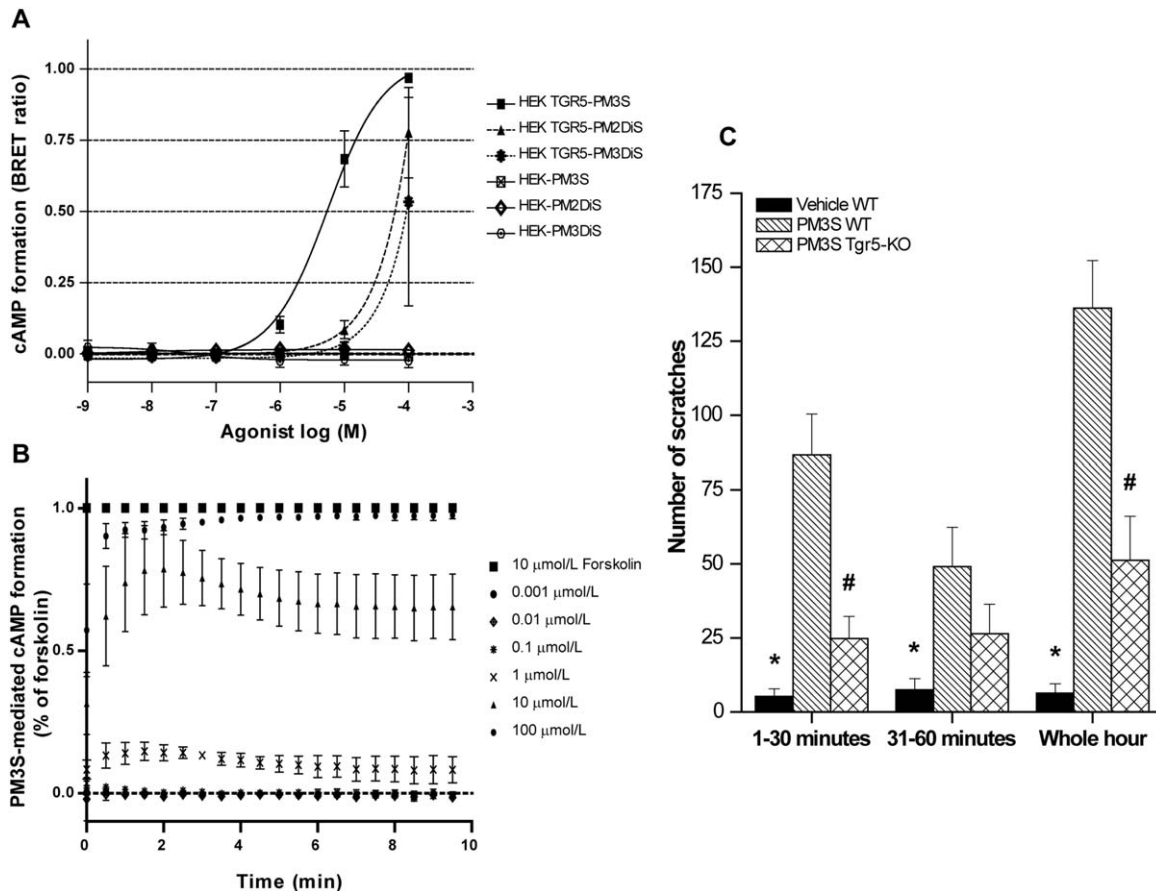 A
cAMP formation (BRET ratio)
1.00
0.75
0.50
0.25
0.00
-9 -8 -7 -6 -5 -4 -3
Agonist log (M)
HEK TGR5-PM3S
HEK TGR5-PM2DiS
HEK TGR5-PM3DiS
HEK-PM3S
HEK-PM2DiS
HEK-PM3DiS
B
PM3S-mediated cAMP formation
(% of forskolin)
1.0
0.5
0.0
0 2 4 6 8 10
Time (min)
10 μmol/L Forskolin
0.001 μmol/L
0.01 μmol/L
0.1 μmol/L
1 μmol/L
10 μmol/L
100 μmol/L
C
Number of scratches
175
150
125
100
75
50
25
0
Vehicle WT
PM3S WT
PM3S Tgr5-KO
* # * * #
1-30 minutes 31-60 minutes Whole hour